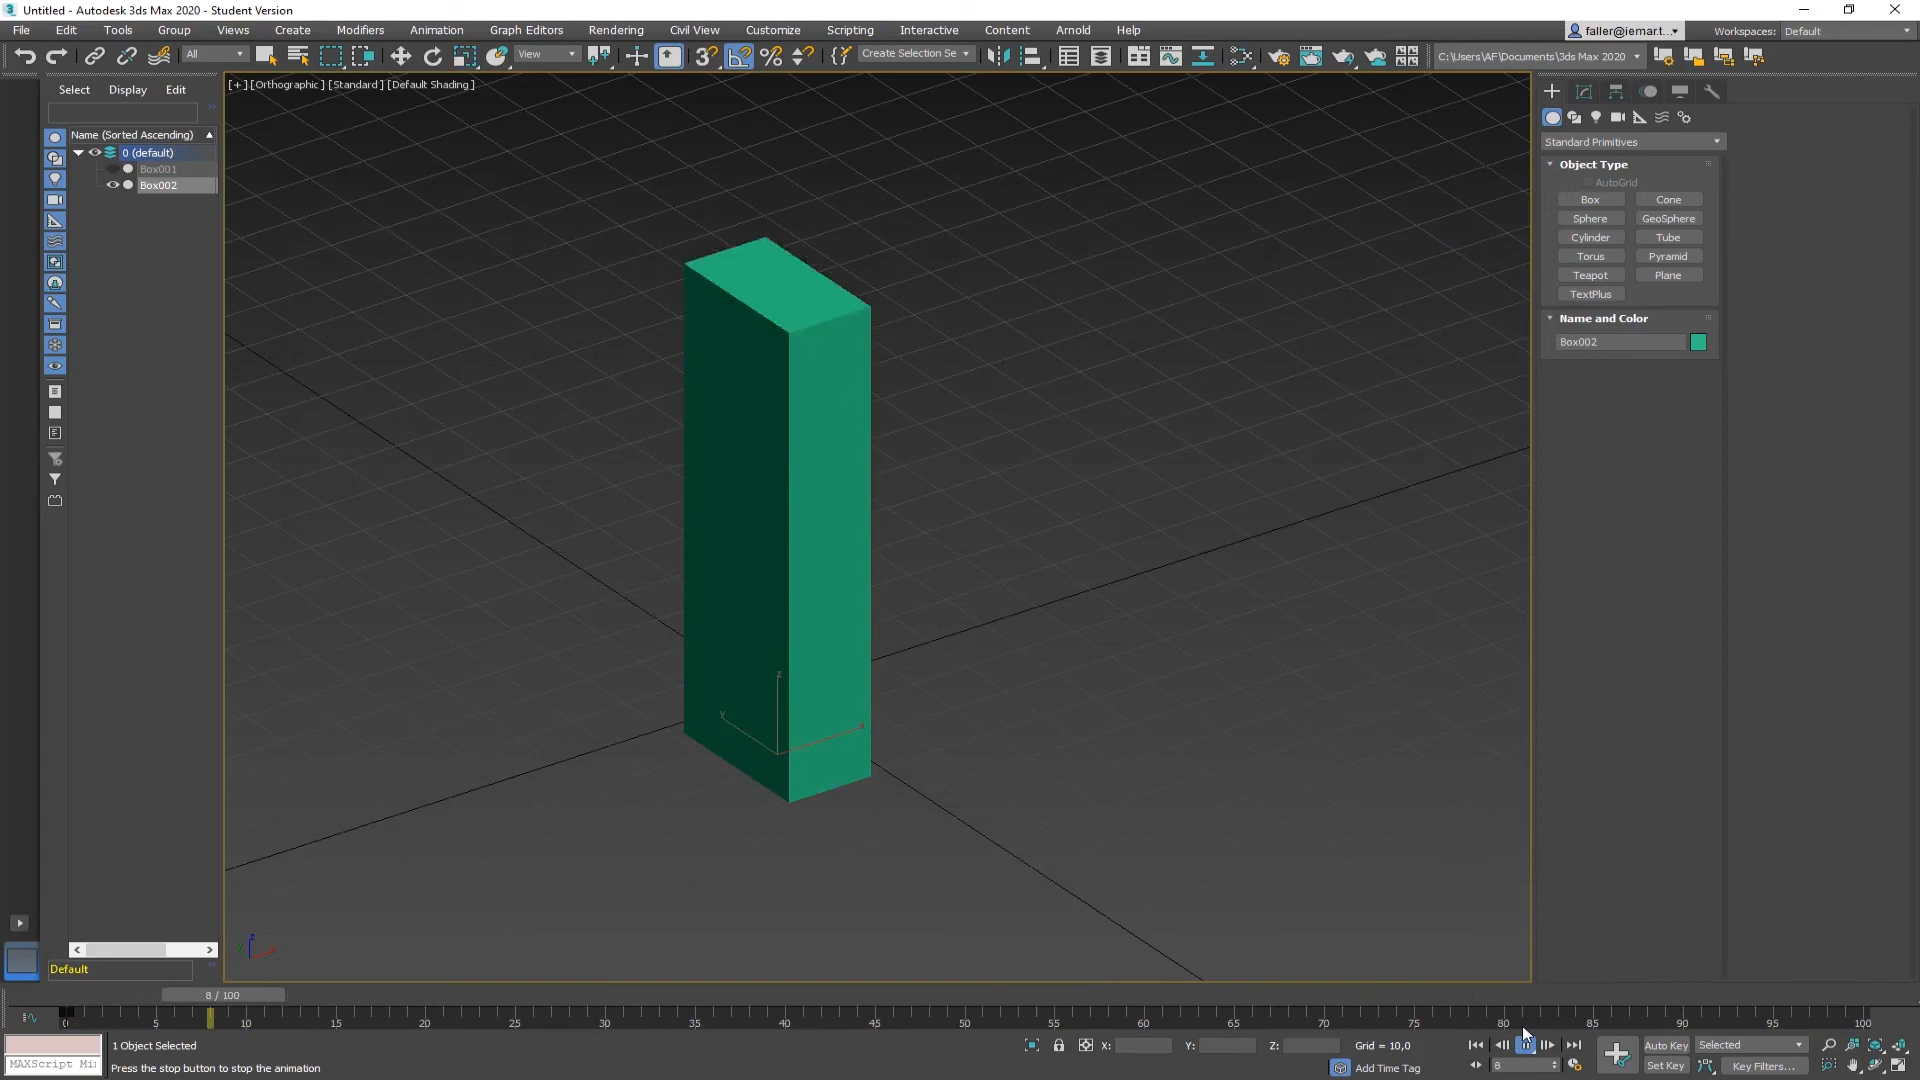 Untitled - Autodesk 3ds Max 2020 - Student Version
File Edit Tools Group Views Create Modifiers Animation Graph Editors Rendering Civil View Customize Scripting Interactive Content Arnold Help
faller@iemar.t... Workspaces: Default
All View Create Selection Se C:\Users\AF\Documents\3ds Max 2020
Select Display Edit
[+] [Orthographic ] [Standard ] [Default Shading ]
Name (Sorted Ascending)
0 (default)
Box001
Box002
Standard Primitives
Object Type
AutoGrid
Box Cone
Sphere GeoSphere
Cylinder Tube
Torus Pyramid
Teapot Plane
TextPlus
Name and Color
Box002
z
y x
z
y x
Default
8 / 100
0 5 10 15 20 25 30 35 40 45 50 55 60 65 70 75 80 85 90 95 100
1 Object Selected
X: Y: Z: Grid = 10,0
Auto Key Selected
MAXScript Mi
Press the stop button to stop the animation
Add Time Tag
8
Set Key Key Filters...